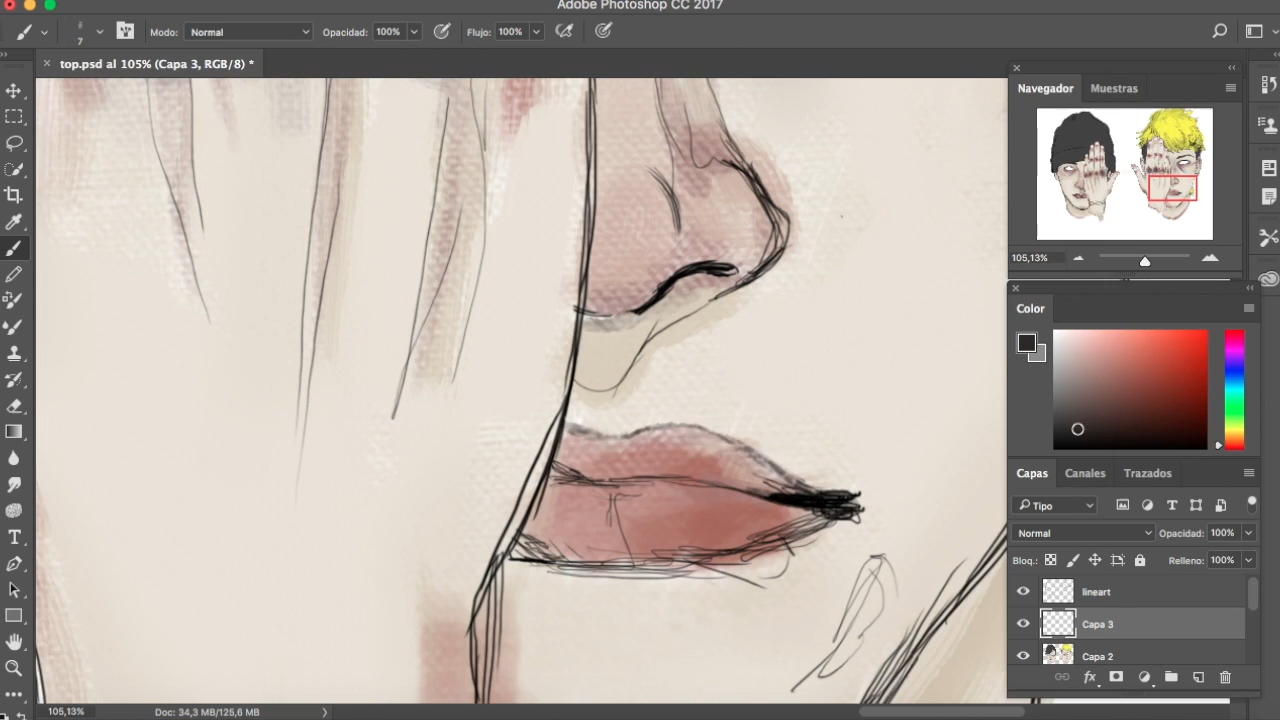 Adobe Photoshop CC 2017
7 Modo: Normal Opacidad: 100% Flujo: 100%
top.psd al 105% (Capa 3, RGB/8) *
Navegador Muestras
105,13%
Color
Capas Canales Trazados
Tipo
Normal Opacidad: 100%
Bloq.: Relleno: 100%
lineart
Capa 3
Capa 2
fx
105,13% Doc: 34,3 MB/125,6 MB